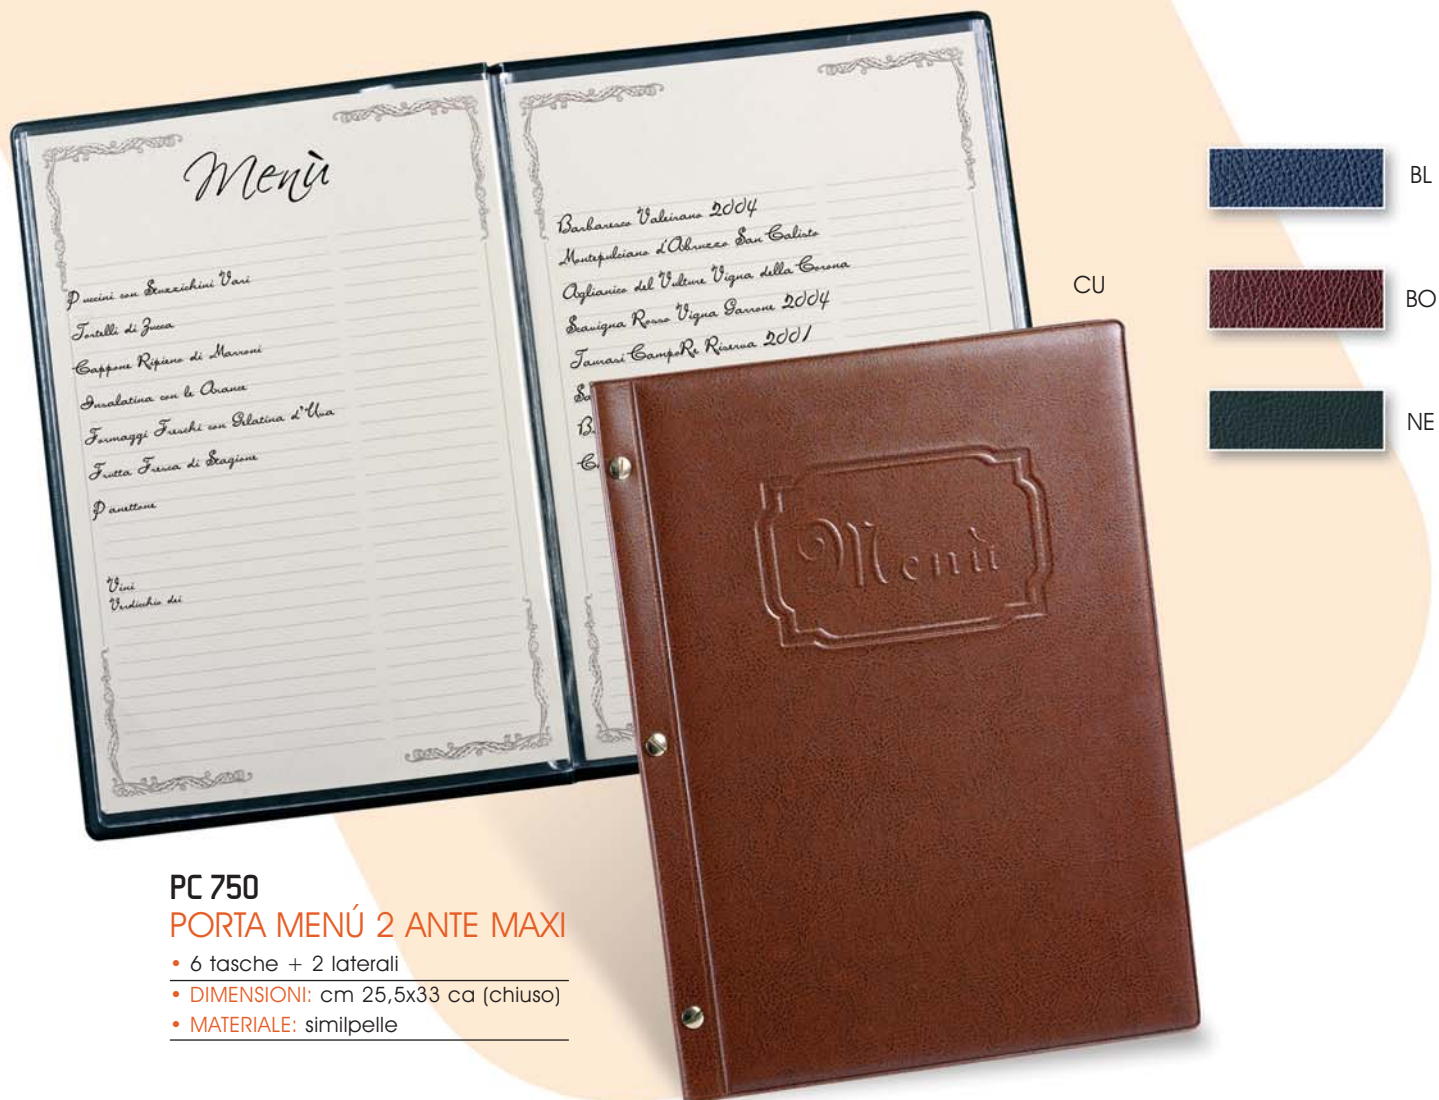 Menù
Puccini con Stuzzichini Vari
Tortelli di Zucca
Cappone Ripieno di Marroni
Insalatina con le Arance
Formaggi Freschi con Gelatina d'Uva
Frutta Fresca di Stagione
Panettone
Vini
Verdicchio dei
Barbaresco Valeirano 2004
Montepulciano d'Abruzzo San Calisto
Aglianico del Vulture Vigna della Corona
Scavigna Rosso Vigna Garrone 2004
Taurasi CampoRe Riserva 2001
Menù
CU
BL
BO
NE
PC 750
PORTA MENÚ 2 ANTE MAXI
• 6 tasche + 2 laterali
• DIMENSIONI: cm 25,5x33 ca (chiuso)
• MATERIALE: similpelle